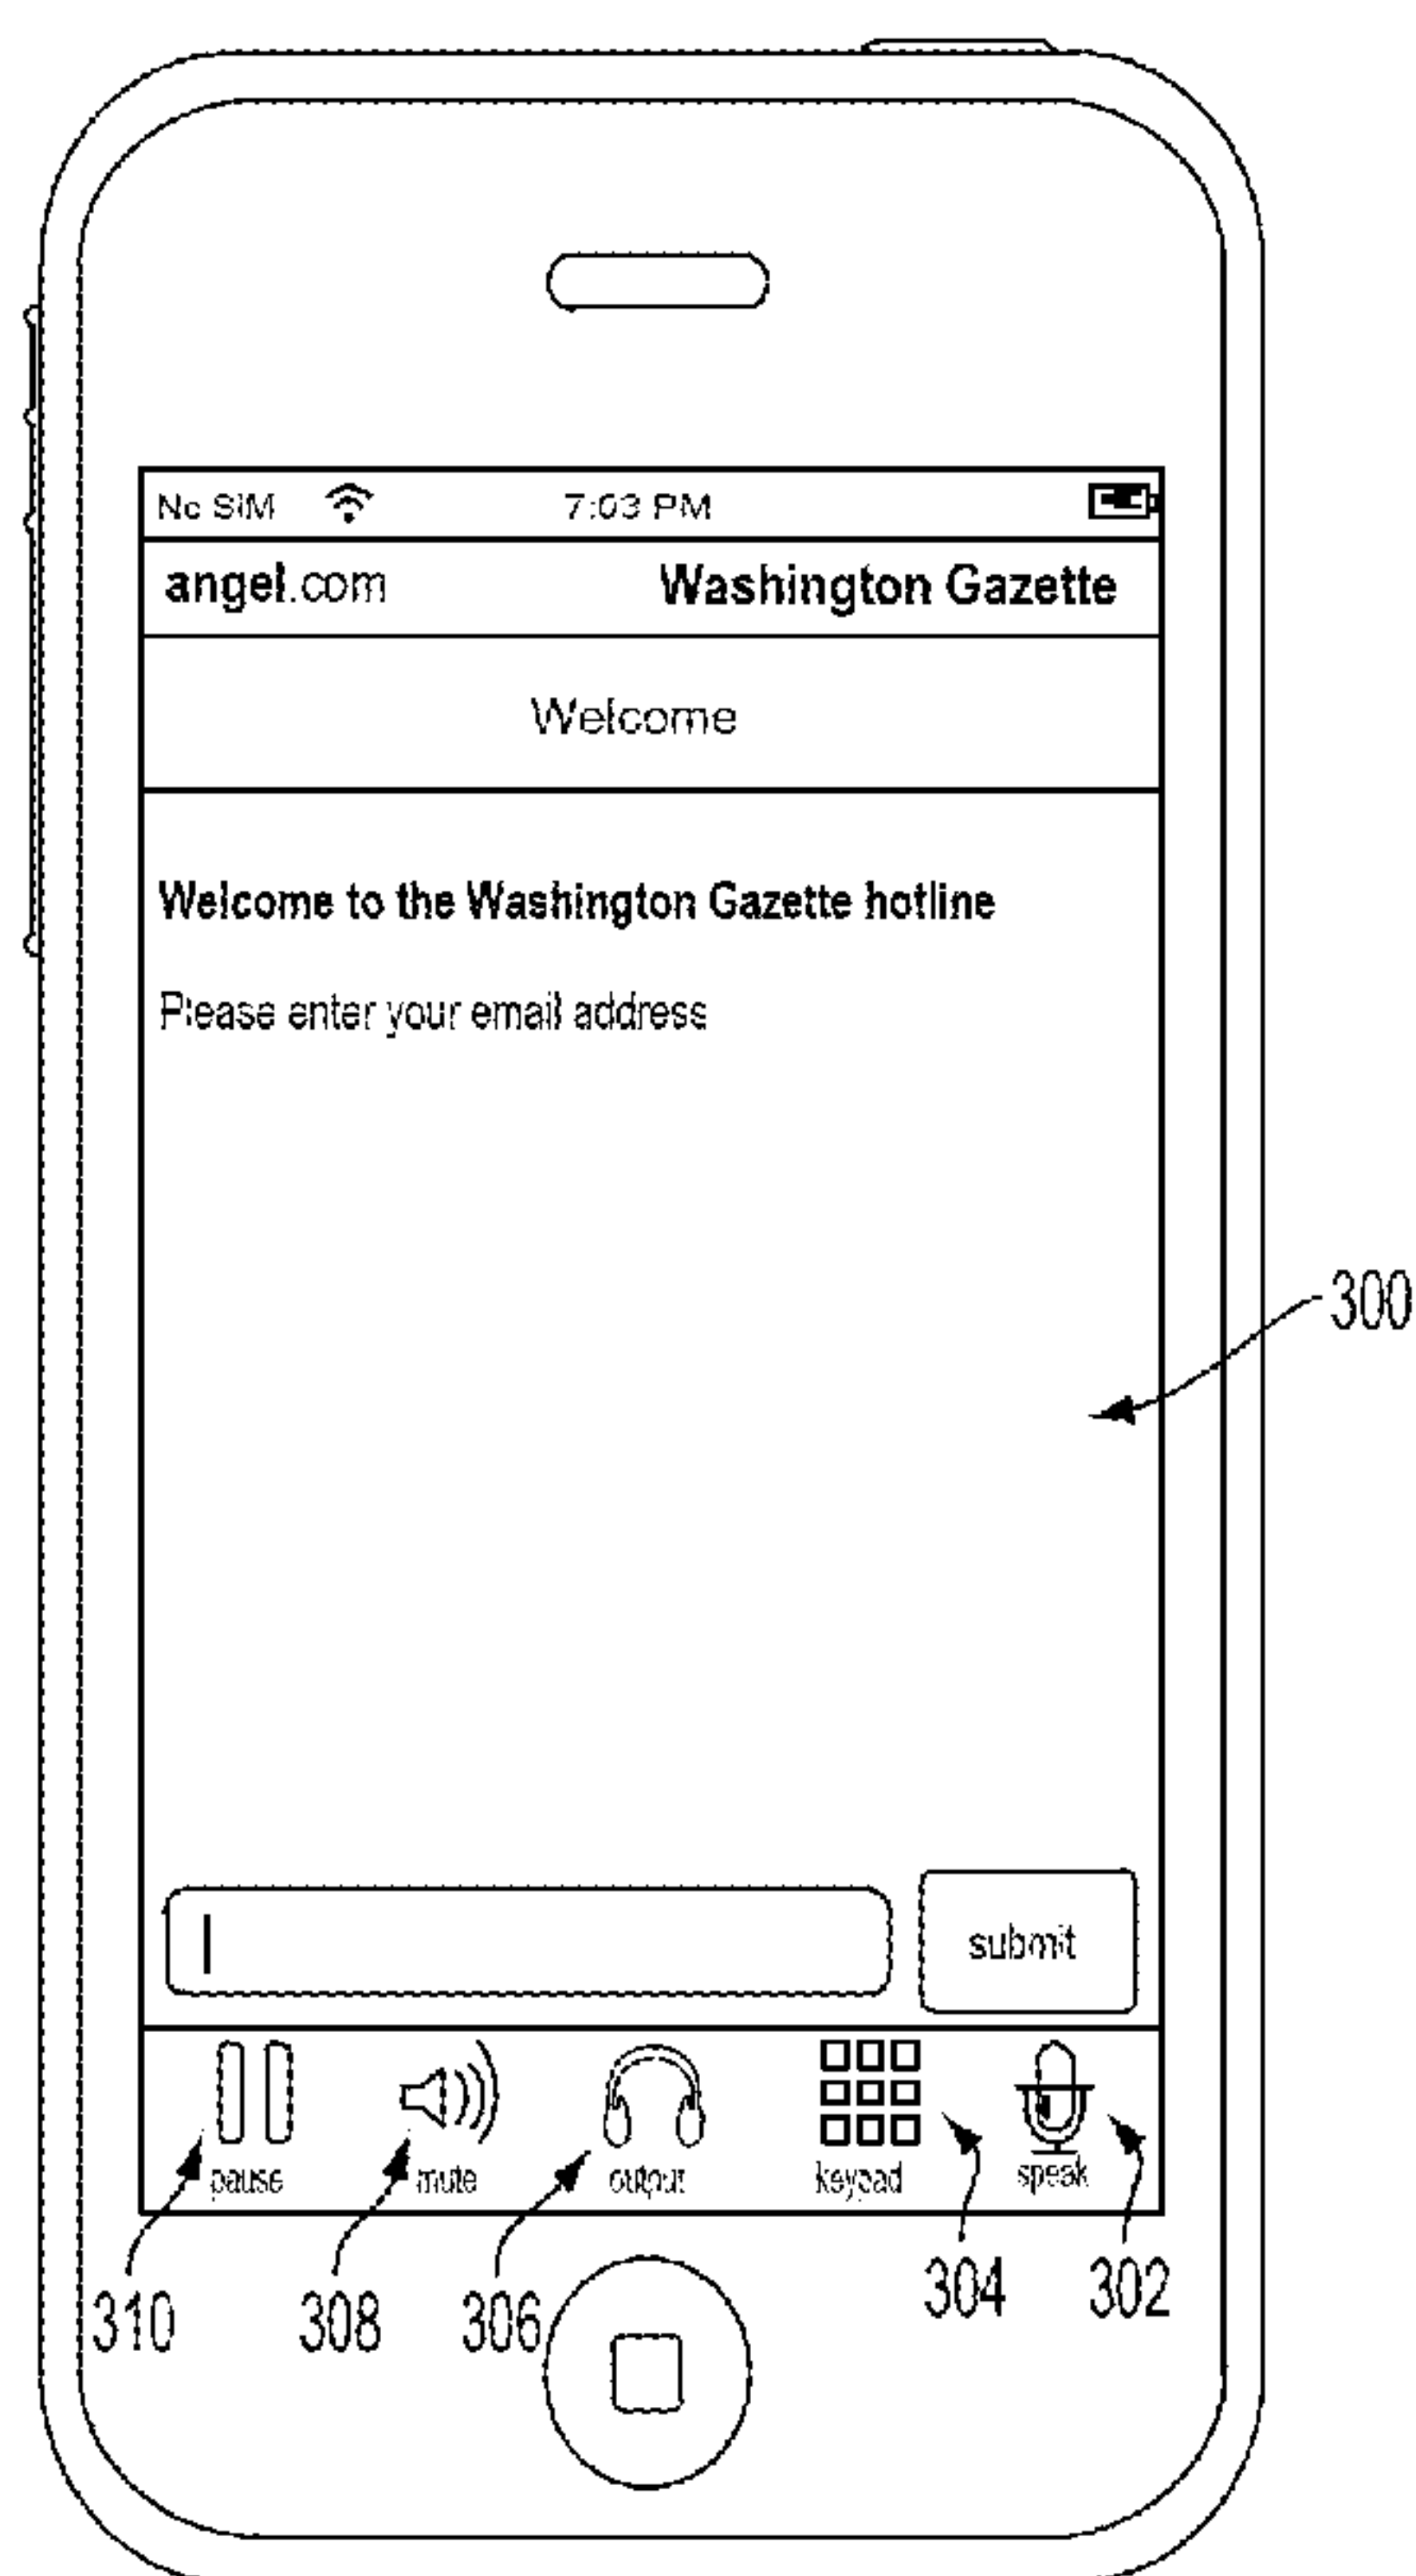 No SIM 7:03 PM
angel.com Washington Gazette
Welcome
Welcome to the Washington Gazette hotline
Please enter your email address
300
submit
pause mute output keypad speak
310 308 306 304 302